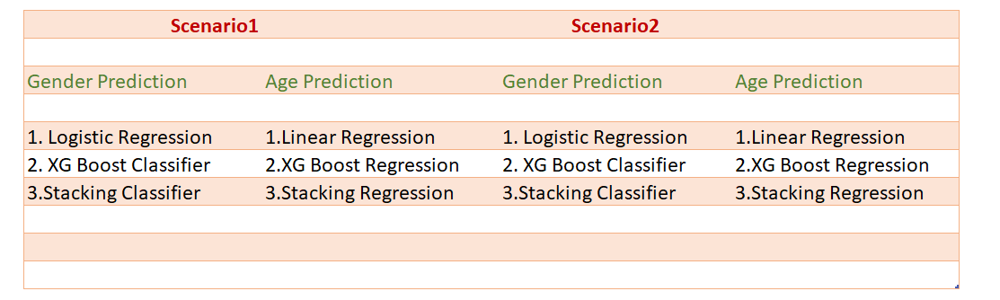 Scenario1 Scenario2
Gender Prediction Age Prediction Gender Prediction Age Prediction
1. Logistic Regression 1.Linear Regression 1. Logistic Regression 1.Linear Regression
2. XG Boost Classifier 2.XG Boost Regression 2. XG Boost Classifier 2.XG Boost Regression
3.Stacking Classifier 3.Stacking Regression 3.Stacking Classifier 3.Stacking Regression